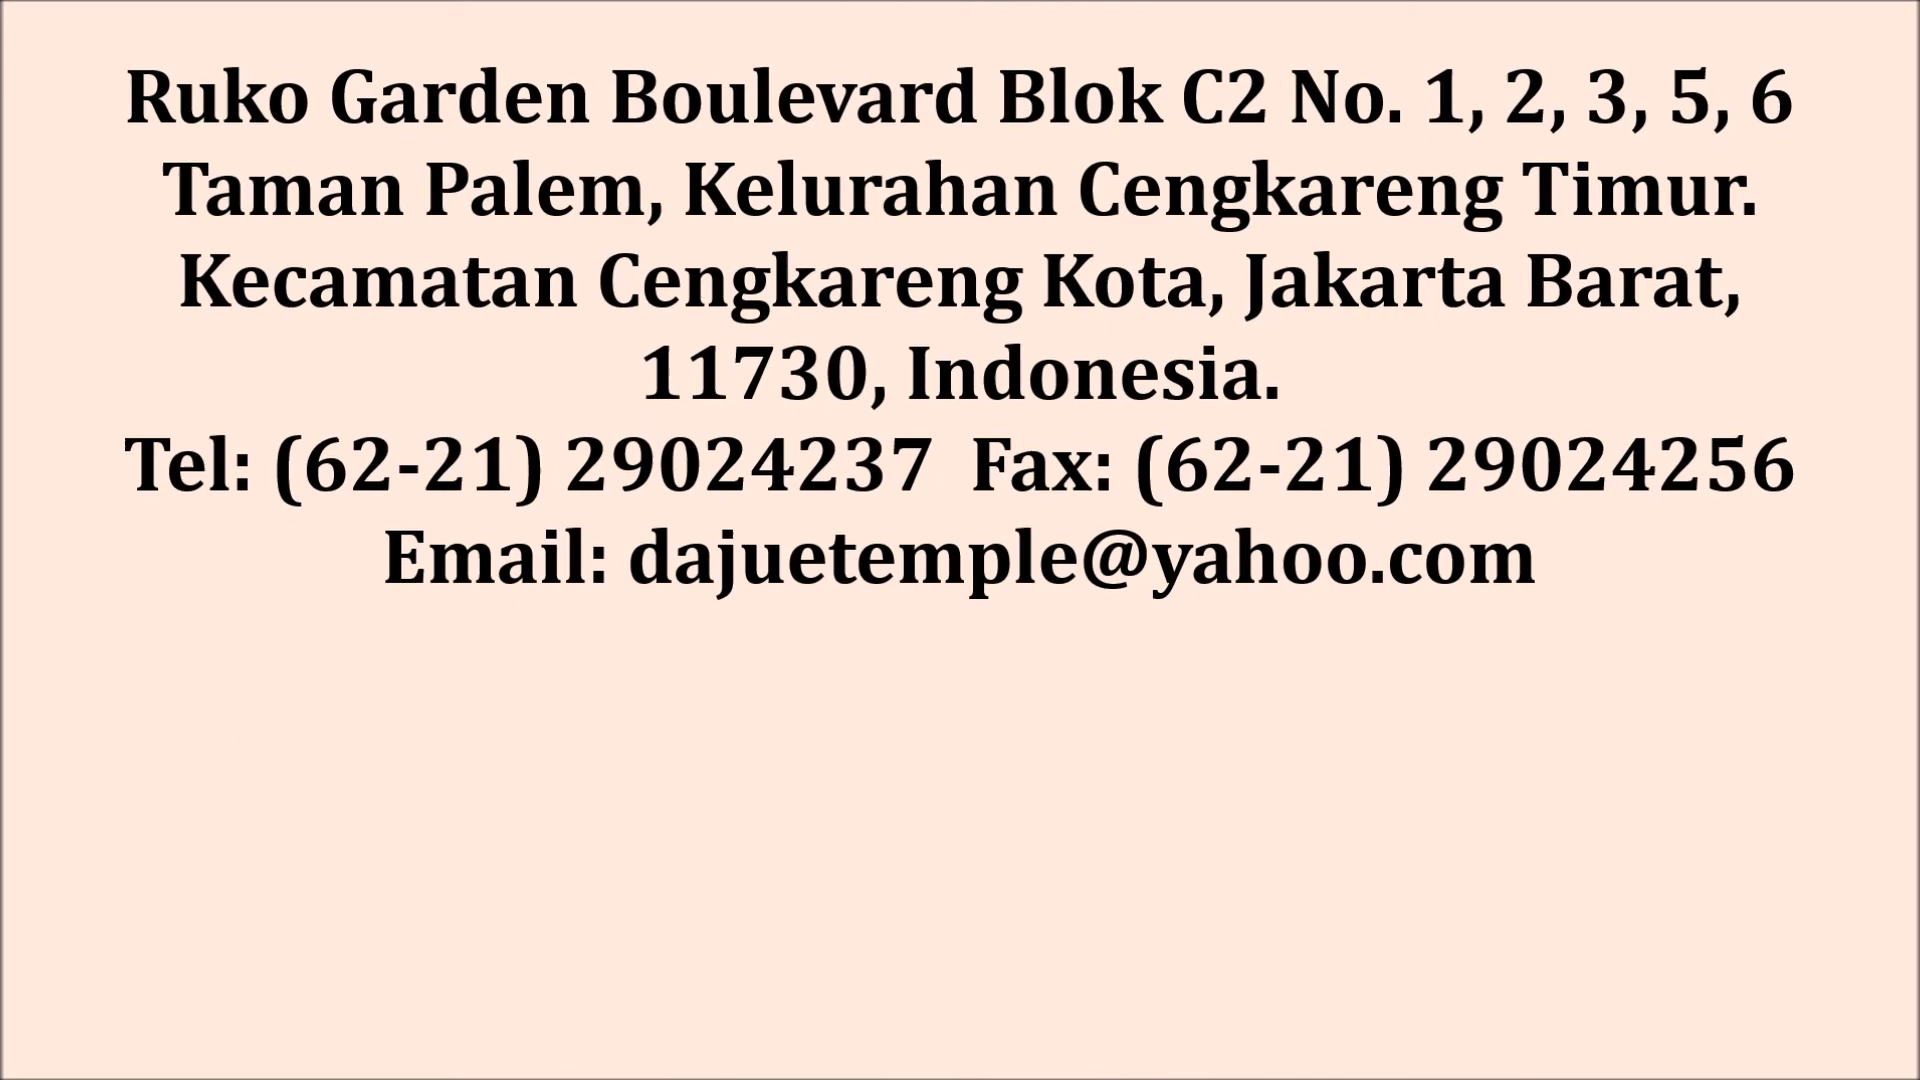 Ruko Garden Boulevard Blok C2 No. 1, 2, 3, 5, 6
Taman Palem, Kelurahan Cengkareng Timur.
Kecamatan Cengkareng Kota, Jakarta Barat,
11730, Indonesia.
Tel: (62-21) 29024237  Fax: (62-21) 29024256
Email: dajuetemple@yahoo.com